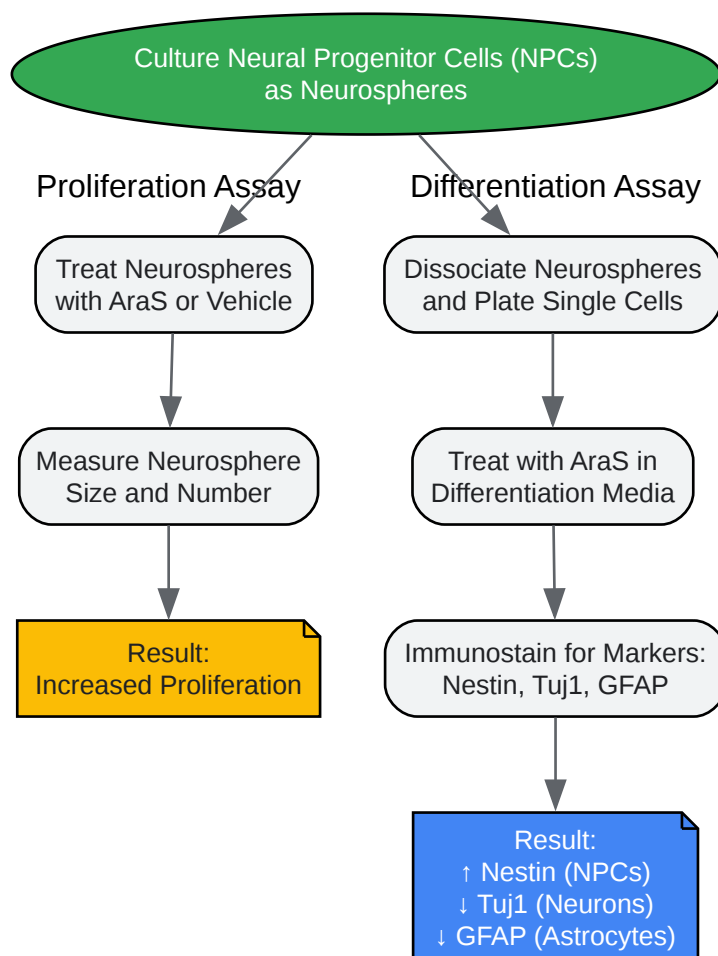 Culture Neural Progenitor Cells (NPCs)
as Neurospheres
Proliferation Assay
Differentiation Assay
Treat Neurospheres
with AraS or Vehicle
Dissociate Neurospheres
and Plate Single Cells
Measure Neurosphere
Size and Number
Treat with AraS in
Differentiation Media
Result:
Increased Proliferation
Immunostain for Markers:
Nestin, Tuj1, GFAP
Result:
↑ Nestin (NPCs)
↓ Tuj1 (Neurons)
↓ GFAP (Astrocytes)